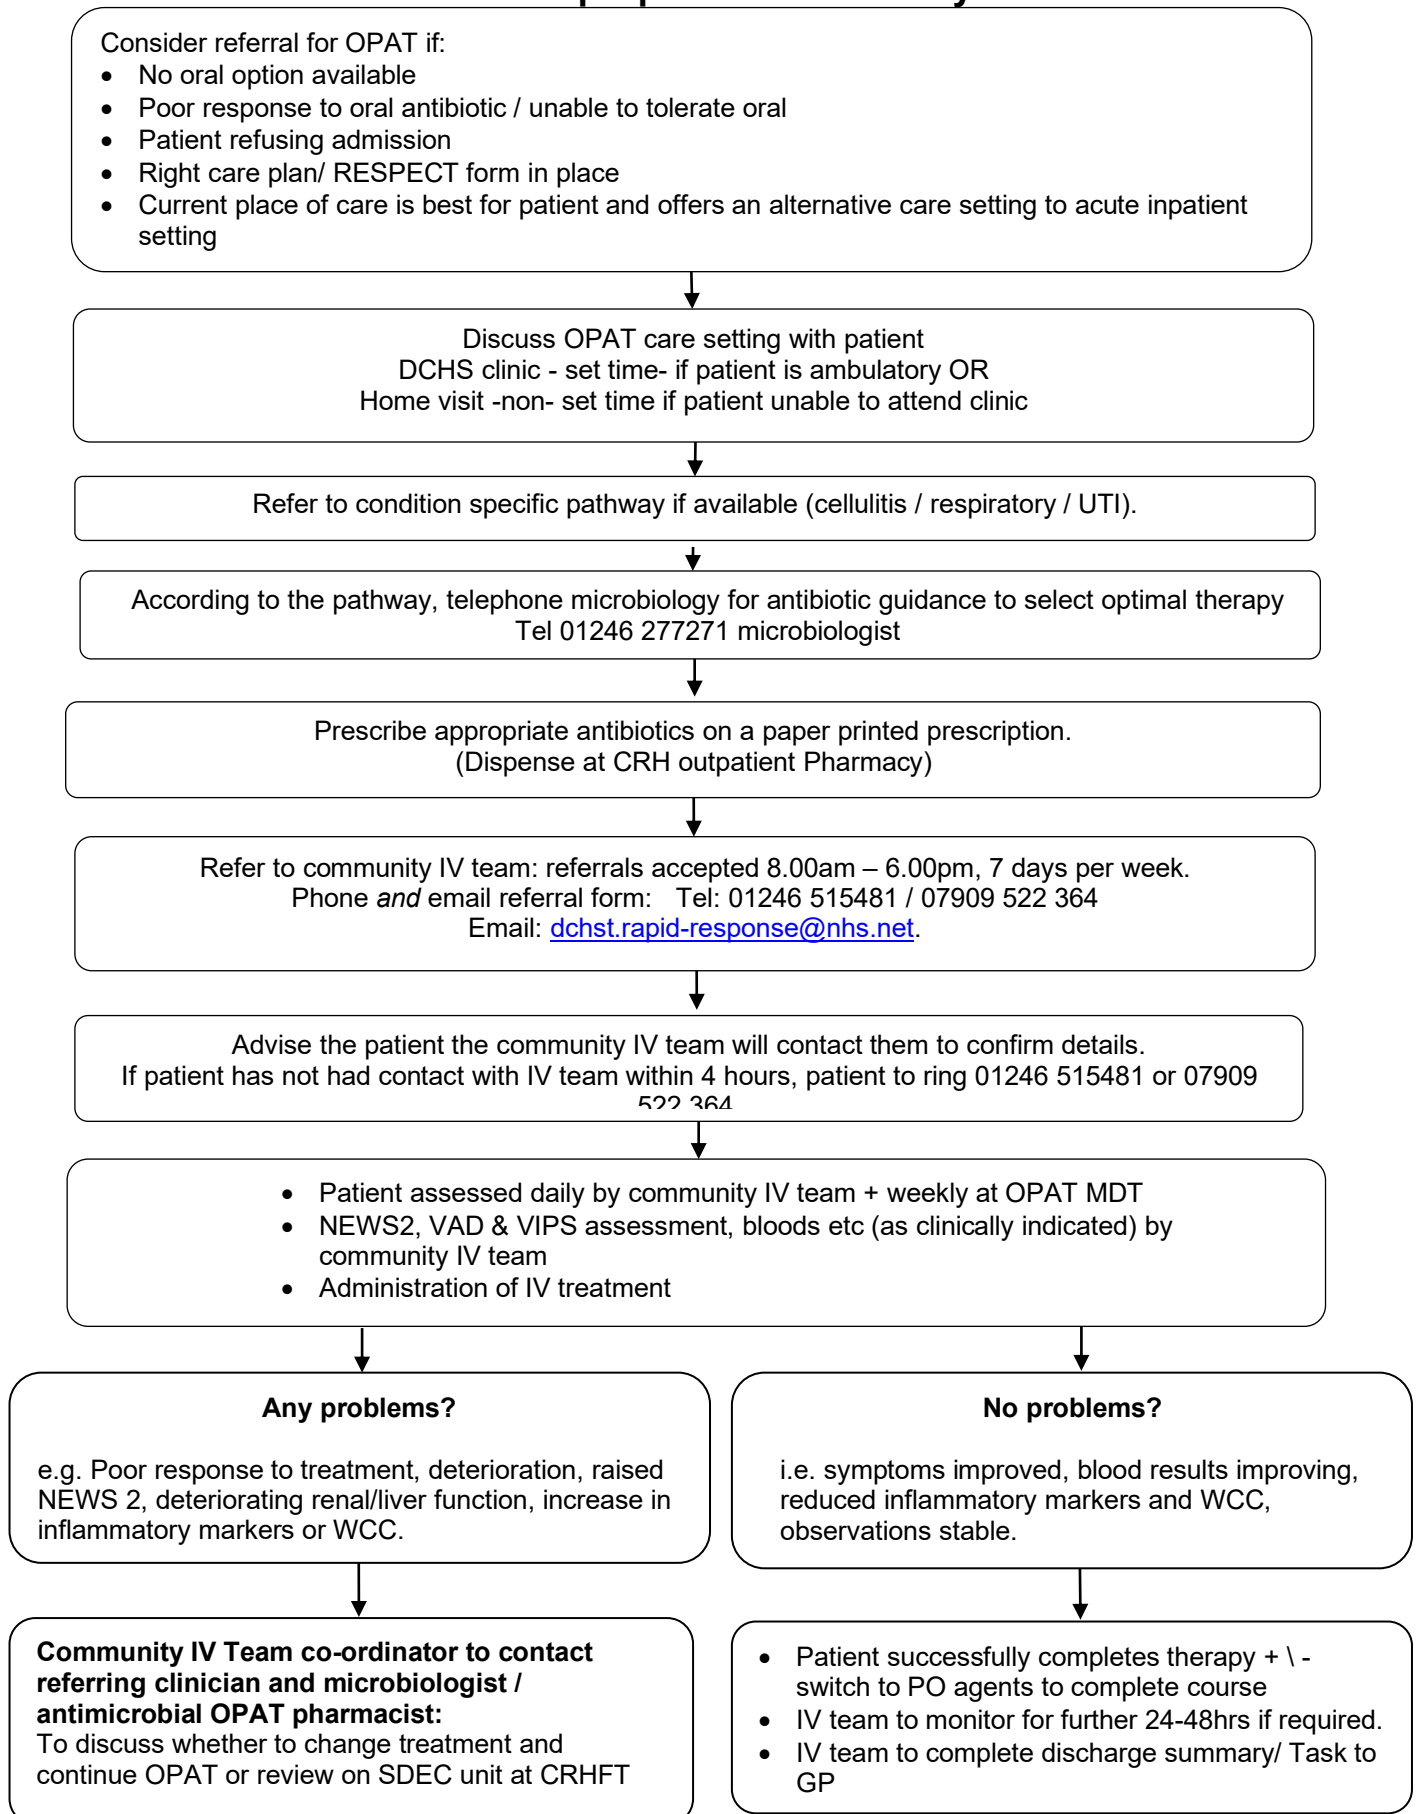 Consider referral for OPAT if:
• No oral option available
• Poor response to oral antibiotic / unable to tolerate oral
• Patient refusing admission
• Right care plan/ RESPECT form in place
• Current place of care is best for patient and offers an alternative care setting to acute inpatient
setting
Discuss OPAT care setting with patient
DCHS clinic - set time- if patient is ambulatory OR
Home visit -non- set time if patient unable to attend clinic
Refer to condition specific pathway if available (cellulitis / respiratory / UTI).
According to the pathway, telephone microbiology for antibiotic guidance to select optimal therapy
Tel 01246 277271 microbiologist
Prescribe appropriate antibiotics on a paper printed prescription.
(Dispense at CRH outpatient Pharmacy)
Refer to community IV team: referrals accepted 8.00am – 6.00pm, 7 days per week.
Phone and email referral form: Tel: 01246 515481 / 07909 522 364
Email: dchst.rapid-response@nhs.net.
Advise the patient the community IV team will contact them to confirm details.
If patient has not had contact with IV team within 4 hours, patient to ring 01246 515481 or 07909
522 364
• Patient assessed daily by community IV team + weekly at OPAT MDT
• NEWS2, VAD & VIPS assessment, bloods etc (as clinically indicated) by
community IV team
• Administration of IV treatment
Any problems?
e.g. Poor response to treatment, deterioration, raised
NEWS 2, deteriorating renal/liver function, increase in
inflammatory markers or WCC.
No problems?
i.e. symptoms improved, blood results improving,
reduced inflammatory markers and WCC,
observations stable.
Community IV Team co-ordinator to contact
referring clinician and microbiologist /
antimicrobial OPAT pharmacist:
To discuss whether to change treatment and
continue OPAT or review on SDEC unit at CRHFT
• Patient successfully completes therapy + \ -
switch to PO agents to complete course
• IV team to monitor for further 24-48hrs if required.
• IV team to complete discharge summary/ Task to
GP